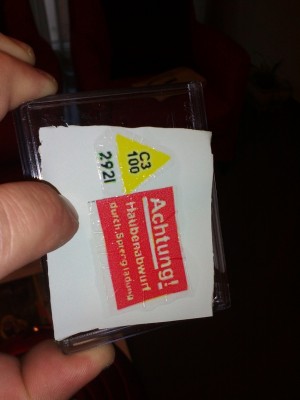 C3
100
2921
Achtung!
Haubenabwurf
durch Sprengladung